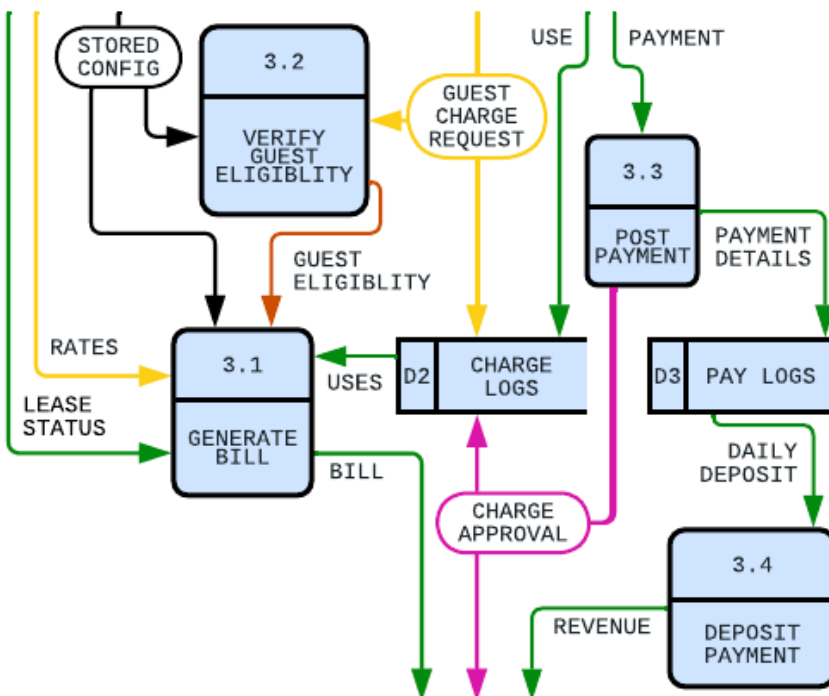 STORED
CONFIG
3.2
VERIFY
GUEST
ELIGIBLITY
GUEST
CHARGE
REQUEST
USE
PAYMENT
3.3
POST
PAYMENT
PAYMENT
DETAILS
GUEST
ELIGIBLITY
RATES
LEASE
STATUS
3.1
GENERATE
BILL
USES
D2
CHARGE
LOGS
D3
PAY LOGS
BILL
CHARGE
APPROVAL
DAILY
DEPOSIT
3.4
DEPOSIT
PAYMENT
REVENUE